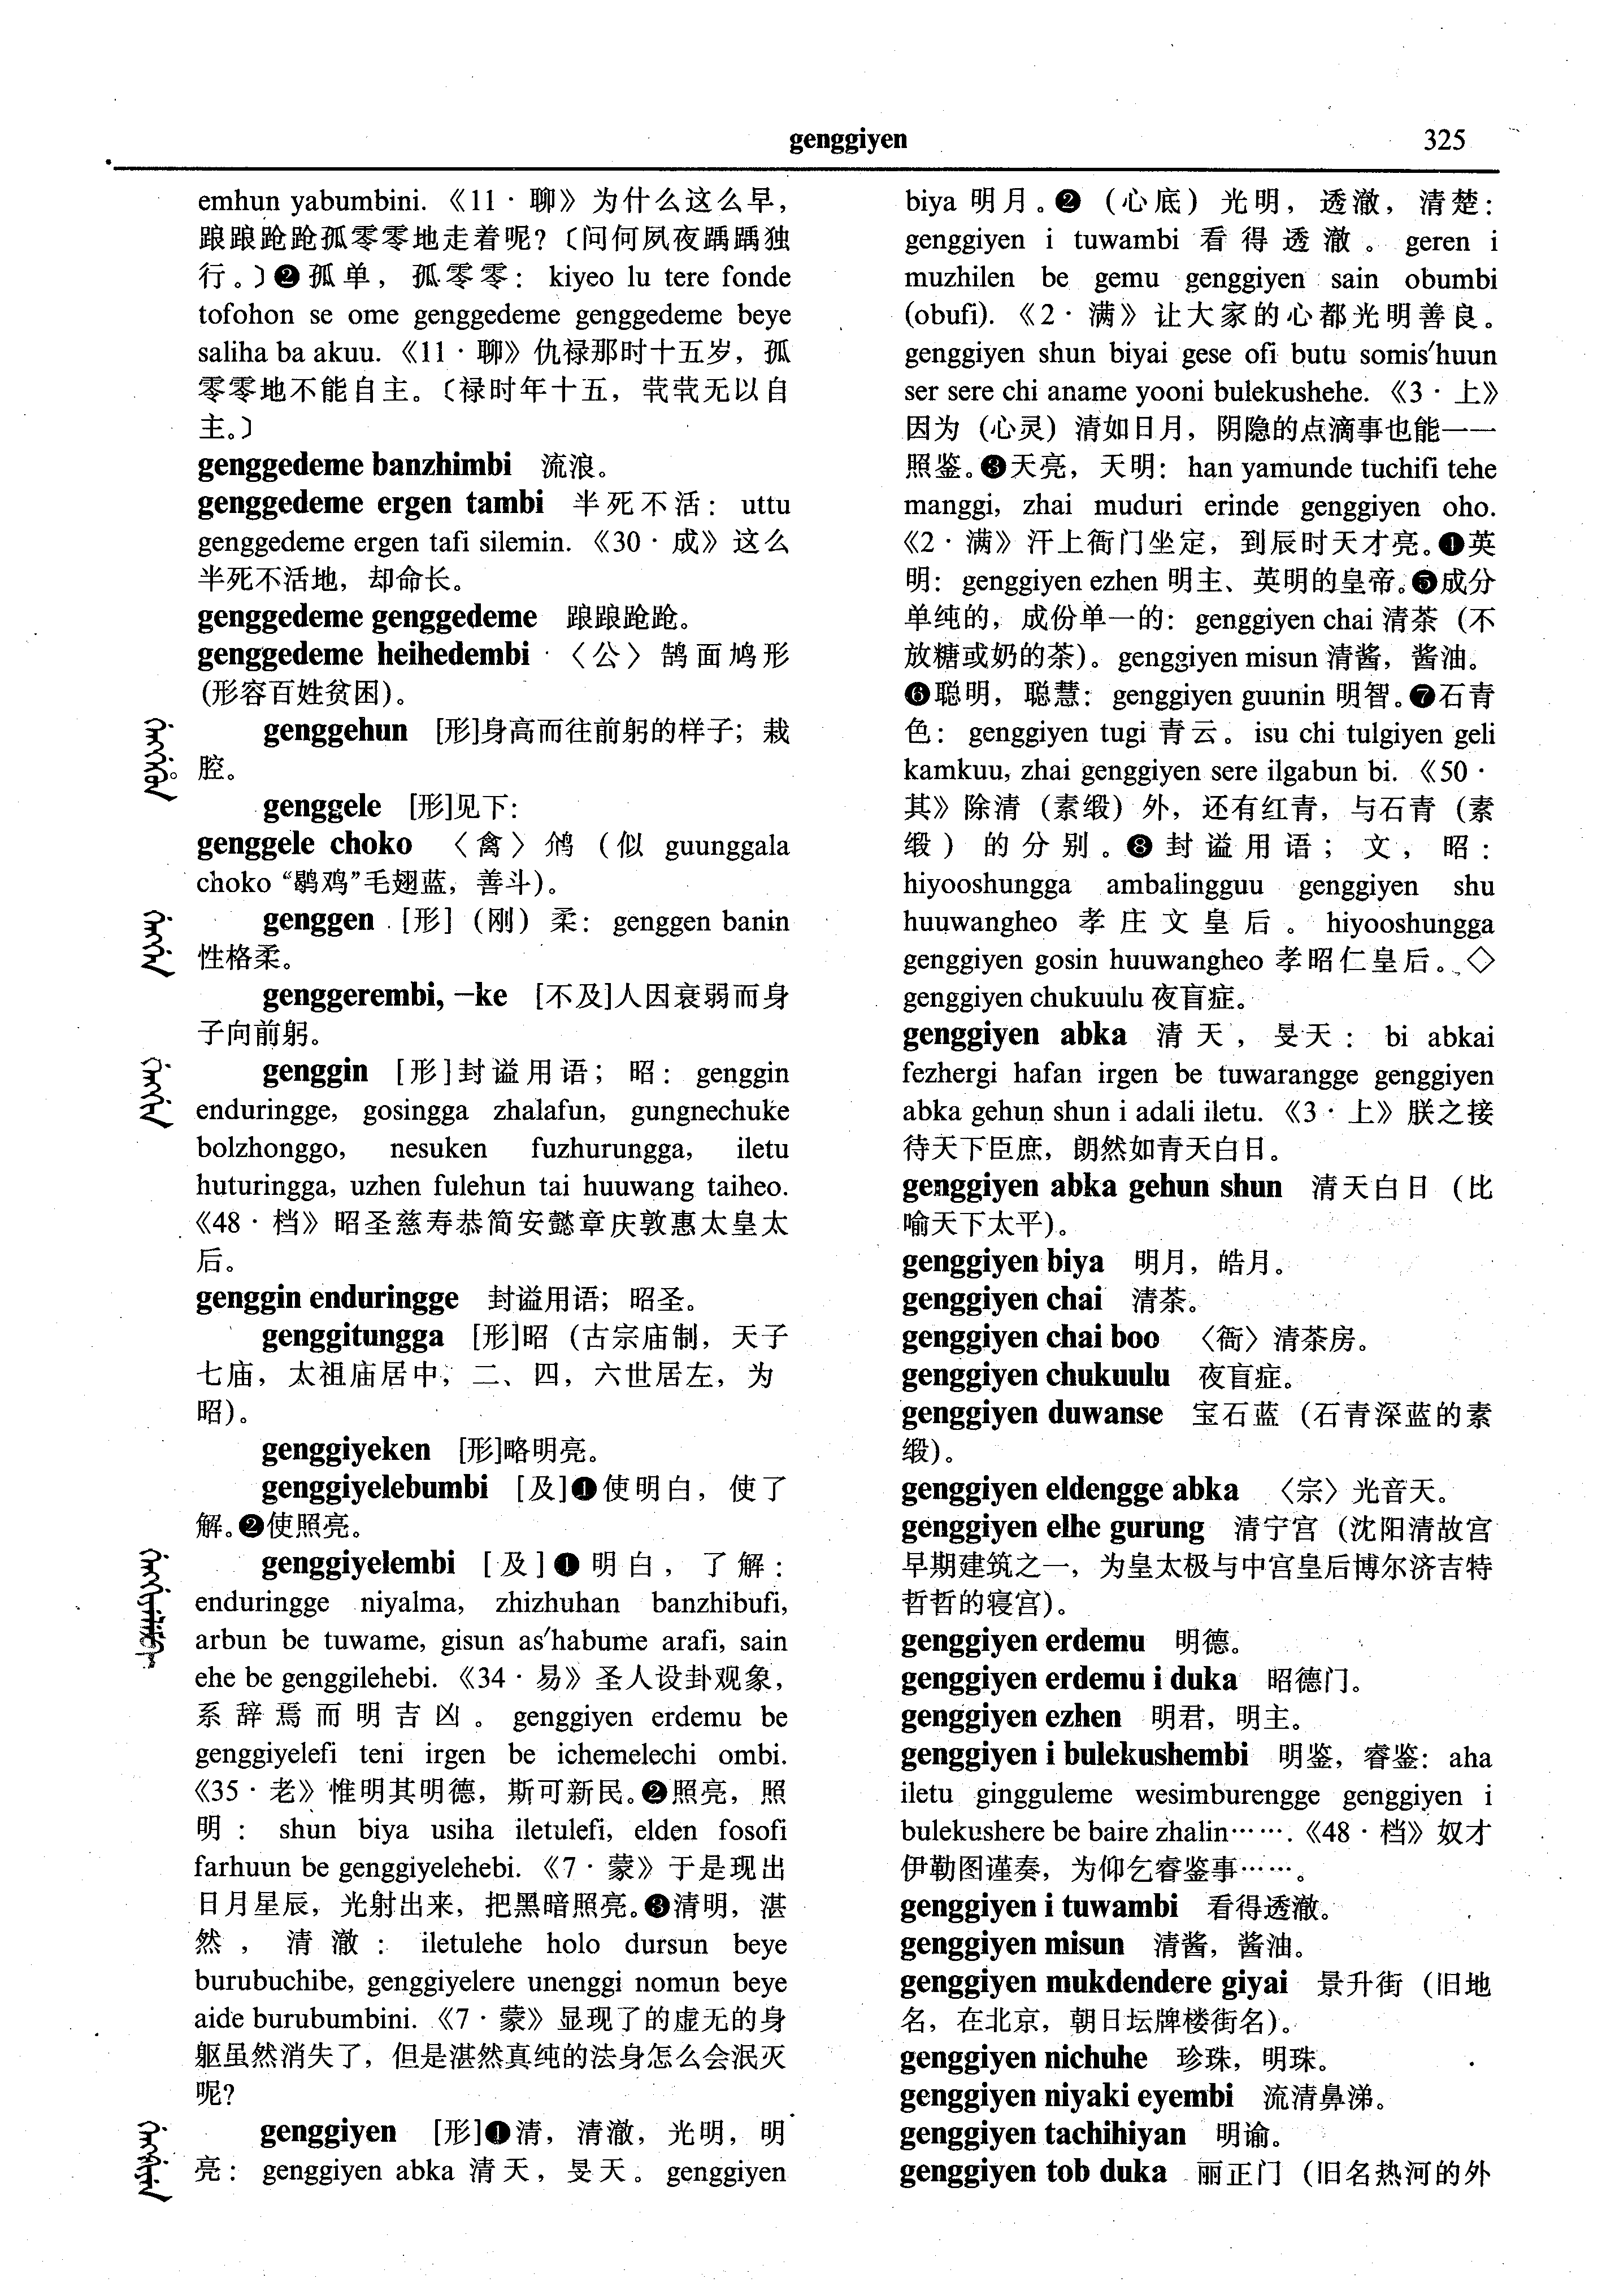 genggiyen
325
emhun yabumbini.《11·聊》为什么这么早，
踉踉跄跄孤零零地走着呢？〔问何夙夜踽踽独
行。〕❷孤单，孤零零：kiyeo lu tere fonde
tofohon se ome genggedeme genggedeme beye
saliha ba akuu.《11·聊》仇禄那时十五岁，孤
零零地不能自主。〔禄时年十五，茕茕无以自
主。〕
genggedeme banzhimbi 流浪。
genggedeme ergen tambi 半死不活：uttu
genggedeme ergen tafi silemin.《30·成》这么
半死不活地，却命长。
genggedeme genggedeme 踉踉跄跄。
genggedeme heihedembi〈公〉鹄面鸠形
(形容百姓贫困)。
genggehun [形]身高而往前躬的样子；栽
腔。
genggele [形]见下：
genggele choko〈禽〉鸧（似 guunggala
choko “鹖鸡”毛翅蓝，善斗）。
genggen [形]（刚）柔：genggen banin
性格柔。
genggerembi, –ke [不及]人因衰弱而身
子向前躬。
genggin [形]封谥用语；昭：genggin
enduringge, gosingga zhalafun, gungnechuke
bolzhonggo, nesuken fuzhurungga, iletu
huturingga, uzhen fulehun tai huuwang taiheo.
《48·档》昭圣慈寿恭简安懿章庆敦惠太皇太
后。
genggin enduringge 封谥用语；昭圣。
genggitungga [形]昭（古宗庙制，天子
七庙，太祖庙居中；二、四，六世居左，为
昭）。
genggiyeken [形]略明亮。
genggiyelebumbi [及]❶使明白，使了
解。❷使照亮。
genggiyelembi [及]❶明白，了解：
enduringge niyalma, zhizhuhan banzhibufi,
arbun be tuwame, gisun as′habume arafi, sain
ehe be genggilehebi.《34·易》圣人设卦观象，
系辞焉而明吉凶。genggiyen erdemu be
genggiyelefi teni irgen be ichemelechi ombi.
《35·老》惟明其明德，斯可新民。❷照亮，照
明：shun biya usiha iletulefi, elden fosofi
farhuun be genggiyelehebi.《7·蒙》于是现出
日月星辰，光射出来，把黑暗照亮。❸清明，湛
然，清澈：iletulehe holo dursun beye
burubuchibe, genggiyelere unenggi nomun beye
aide burubumbini.《7·蒙》显现了的虚无的身
躯虽然消失了，但是湛然真纯的法身怎么会泯灭
呢？
genggiyen [形]❶清，清澈，光明，明
亮：genggiyen abka 清天，旻天。genggiyen
biya 明月。❷（心底）光明，透澈，清楚：
genggiyen i tuwambi 看得透澈。geren i
muzhilen be gemu genggiyen sain obumbi
(obufi).《2·满》让大家的心都光明善良。
genggiyen shun biyai gese ofi butu somis′huun
ser sere chi aname yooni bulekushehe.《3·上》
因为（心灵）清如日月，阴隐的点滴事也能一一
照鉴。❸天亮，天明：han yamunde tuchifi tehe
manggi, zhai muduri erinde genggiyen oho.
《2·满》汗上衙门坐定，到辰时天才亮。❹英
明：genggiyen ezhen 明主、英明的皇帝。❺成分
单纯的，成份单一的：genggiyen chai 清茶（不
放糖或奶的茶）。genggiyen misun 清酱，酱油。
❻聪明，聪慧：genggiyen guunin 明智。❼石青
色：genggiyen tugi 青云。isu chi tulgiyen geli
kamkuu, zhai genggiyen sere ilgabun bi.《50·
其》除清（素缎）外，还有红青，与石青（素
缎）的分别。❽封谥用语；文，昭：
hiyooshungga ambalingguu genggiyen shu
huuwangheo 孝庄文皇后。hiyooshungga
genggiyen gosin huuwangheo 孝昭仁皇后。◇
genggiyen chukuulu 夜盲症。
genggiyen abka 清天，旻天：bi abkai
fezhergi hafan irgen be tuwarangge genggiyen
abka gehun shun i adali iletu.《3·上》朕之接
待天下臣庶，朗然如青天白日。
genggiyen abka gehun shun 清天白日（比
喻天下太平）。
genggiyen biya 明月，皓月。
genggiyen chai 清茶。
genggiyen chai boo〈衙〉清茶房。
genggiyen chukuulu 夜盲症。
genggiyen duwanse 宝石蓝（石青深蓝的素
缎）。
genggiyen eldengge abka〈宗〉光音天。
genggiyen elhe gurung 清宁宫（沈阳清故宫
早期建筑之一，为皇太极与中宫皇后博尔济吉特
哲哲的寝宫）。
genggiyen erdemu 明德。
genggiyen erdemu i duka 昭德门。
genggiyen ezhen 明君，明主。
genggiyen i bulekushembi 明鉴，睿鉴：aha
iletu gingguleme wesimburengge genggiyen i
bulekushere be baire zhalin…….《48·档》奴才
伊勒图谨奏，为仰乞睿鉴事……。
genggiyen i tuwambi 看得透澈。
genggiyen misun 清酱，酱油。
genggiyen mukdendere giyai 景升街（旧地
名，在北京，朝日坛牌楼街名）。
genggiyen nichuhe 珍珠，明珠。
genggiyen niyaki eyembi 流清鼻涕。
genggiyen tachihiyan 明谕。
genggiyen tob duka 丽正门（旧名热河的外